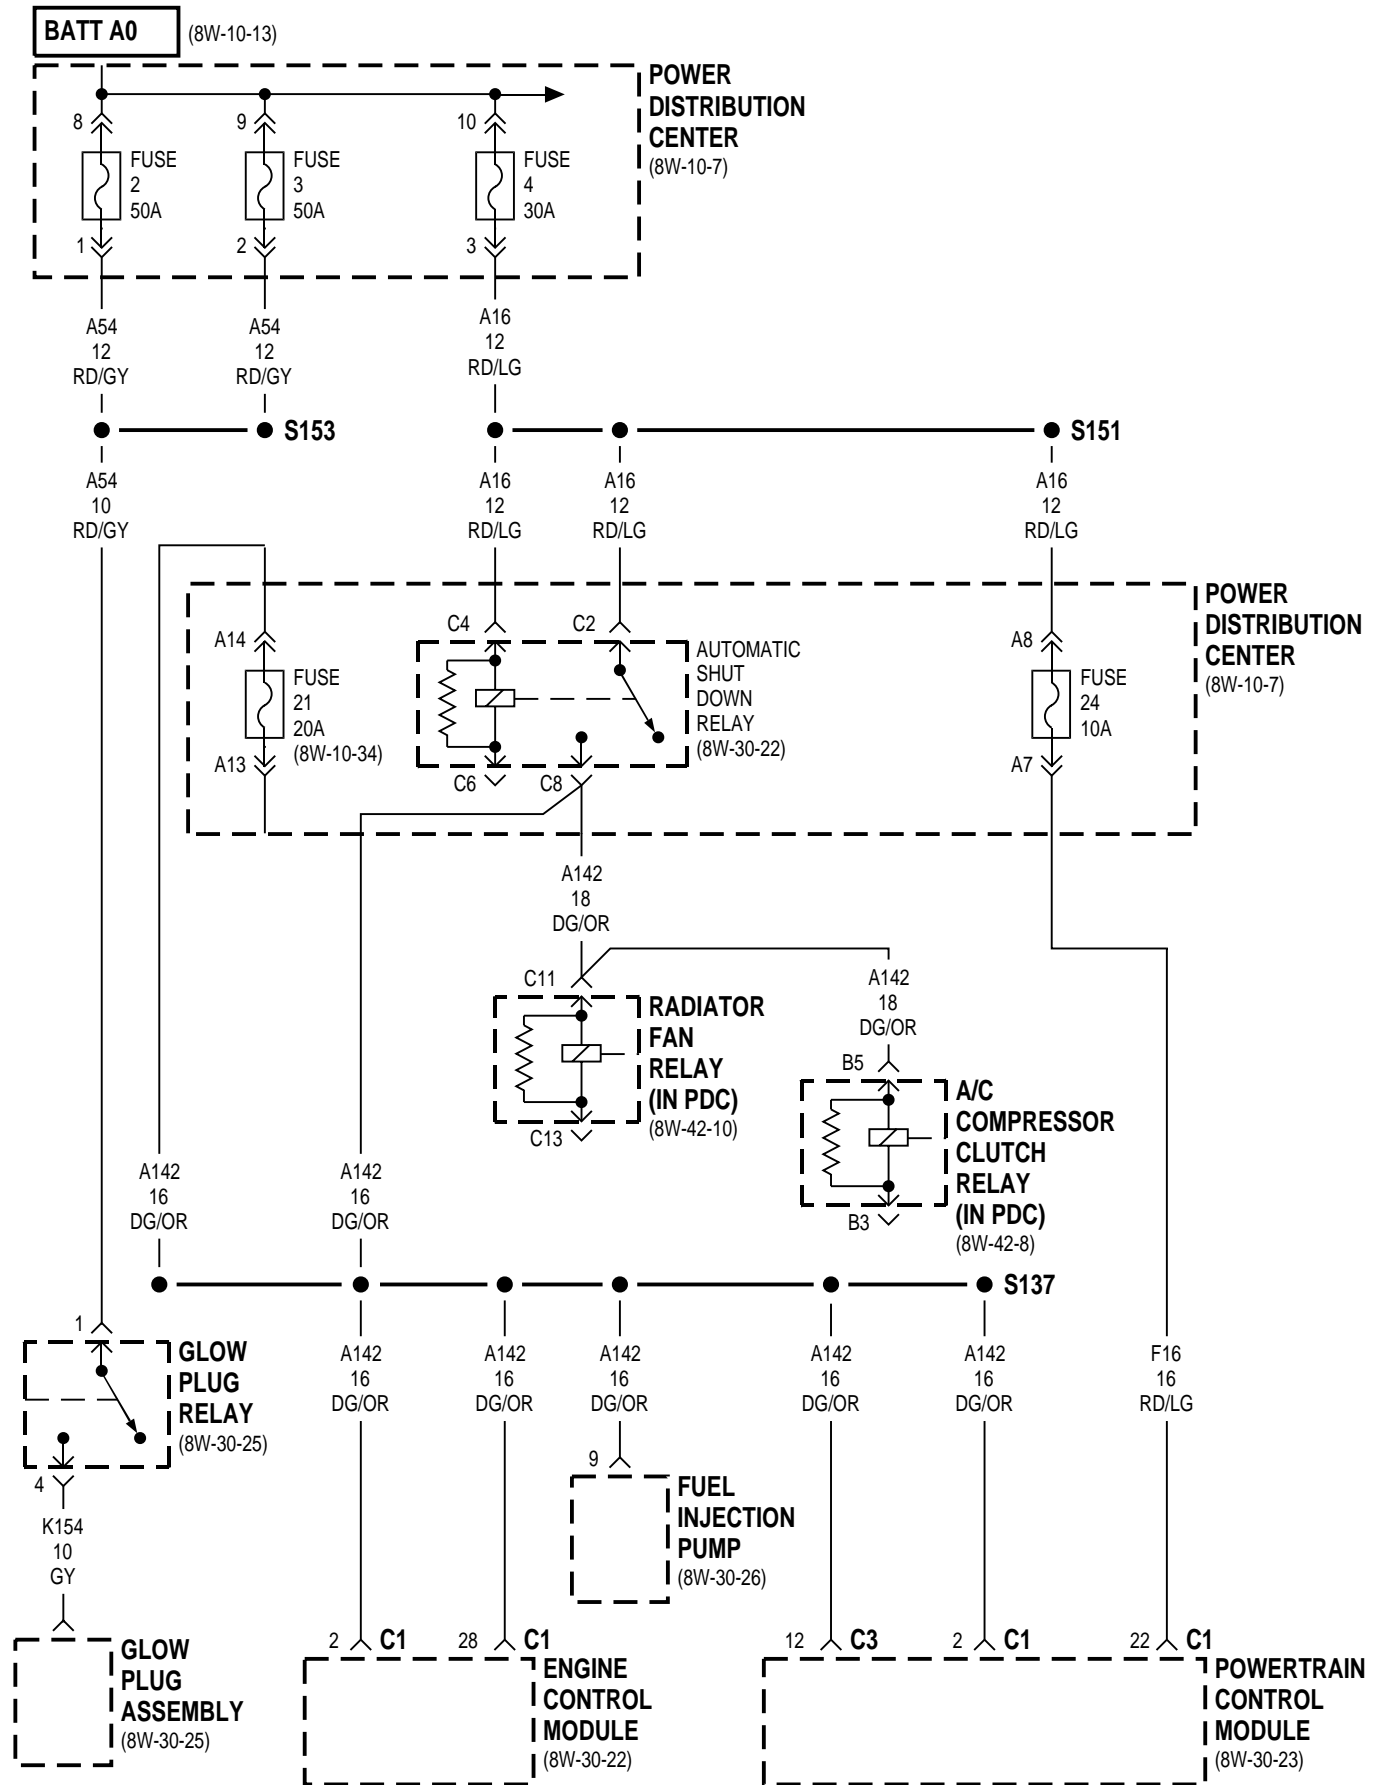 BATT A0
(8W-10-13)
POWER
DISTRIBUTION
CENTER
(8W-10-7)
8
FUSE
2
50A
1
9
FUSE
3
50A
2
10
FUSE
4
30A
3
A54
12
RD/GY
A54
12
RD/GY
A16
12
RD/LG
S153
S151
A54
10
RD/GY
A16
12
RD/LG
A16
12
RD/LG
A16
12
RD/LG
POWER
DISTRIBUTION
CENTER
(8W-10-7)
A14
FUSE
21
20A
(8W-10-34)
A13
C4
C2
AUTOMATIC
SHUT
DOWN
RELAY
(8W-30-22)
C6
C8
A8
FUSE
24
10A
A7
A142
18
DG/OR
C11
RADIATOR
FAN
RELAY
(IN PDC)
(8W-42-10)
C13
A142
18
DG/OR
B5
A/C
COMPRESSOR
CLUTCH
RELAY
(IN PDC)
(8W-42-8)
B3
A142
16
DG/OR
A142
16
DG/OR
S137
1
GLOW
PLUG
RELAY
(8W-30-25)
4
A142
16
DG/OR
A142
16
DG/OR
A142
16
DG/OR
A142
16
DG/OR
A142
16
DG/OR
F16
16
RD/LG
9
FUEL
INJECTION
PUMP
(8W-30-26)
K154
10
GY
GLOW
PLUG
ASSEMBLY
(8W-30-25)
2 C1
28 C1
ENGINE
CONTROL
MODULE
(8W-30-22)
12 C3
2 C1
22 C1
POWERTRAIN
CONTROL
MODULE
(8W-30-23)